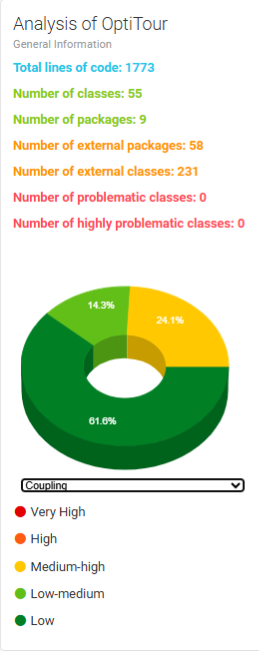 Analysis of OptiTour
General Information
Total lines of code: 1773
Number of classes: 55
Number of packages: 9
Number of external packages: 58
Number of external classes: 231
Number of problematic classes: 0
Number of highly problematic classes: 0
14.3%
24.1%
61.6%
Coupling
Very High
High
Medium-high
Low-medium
Low